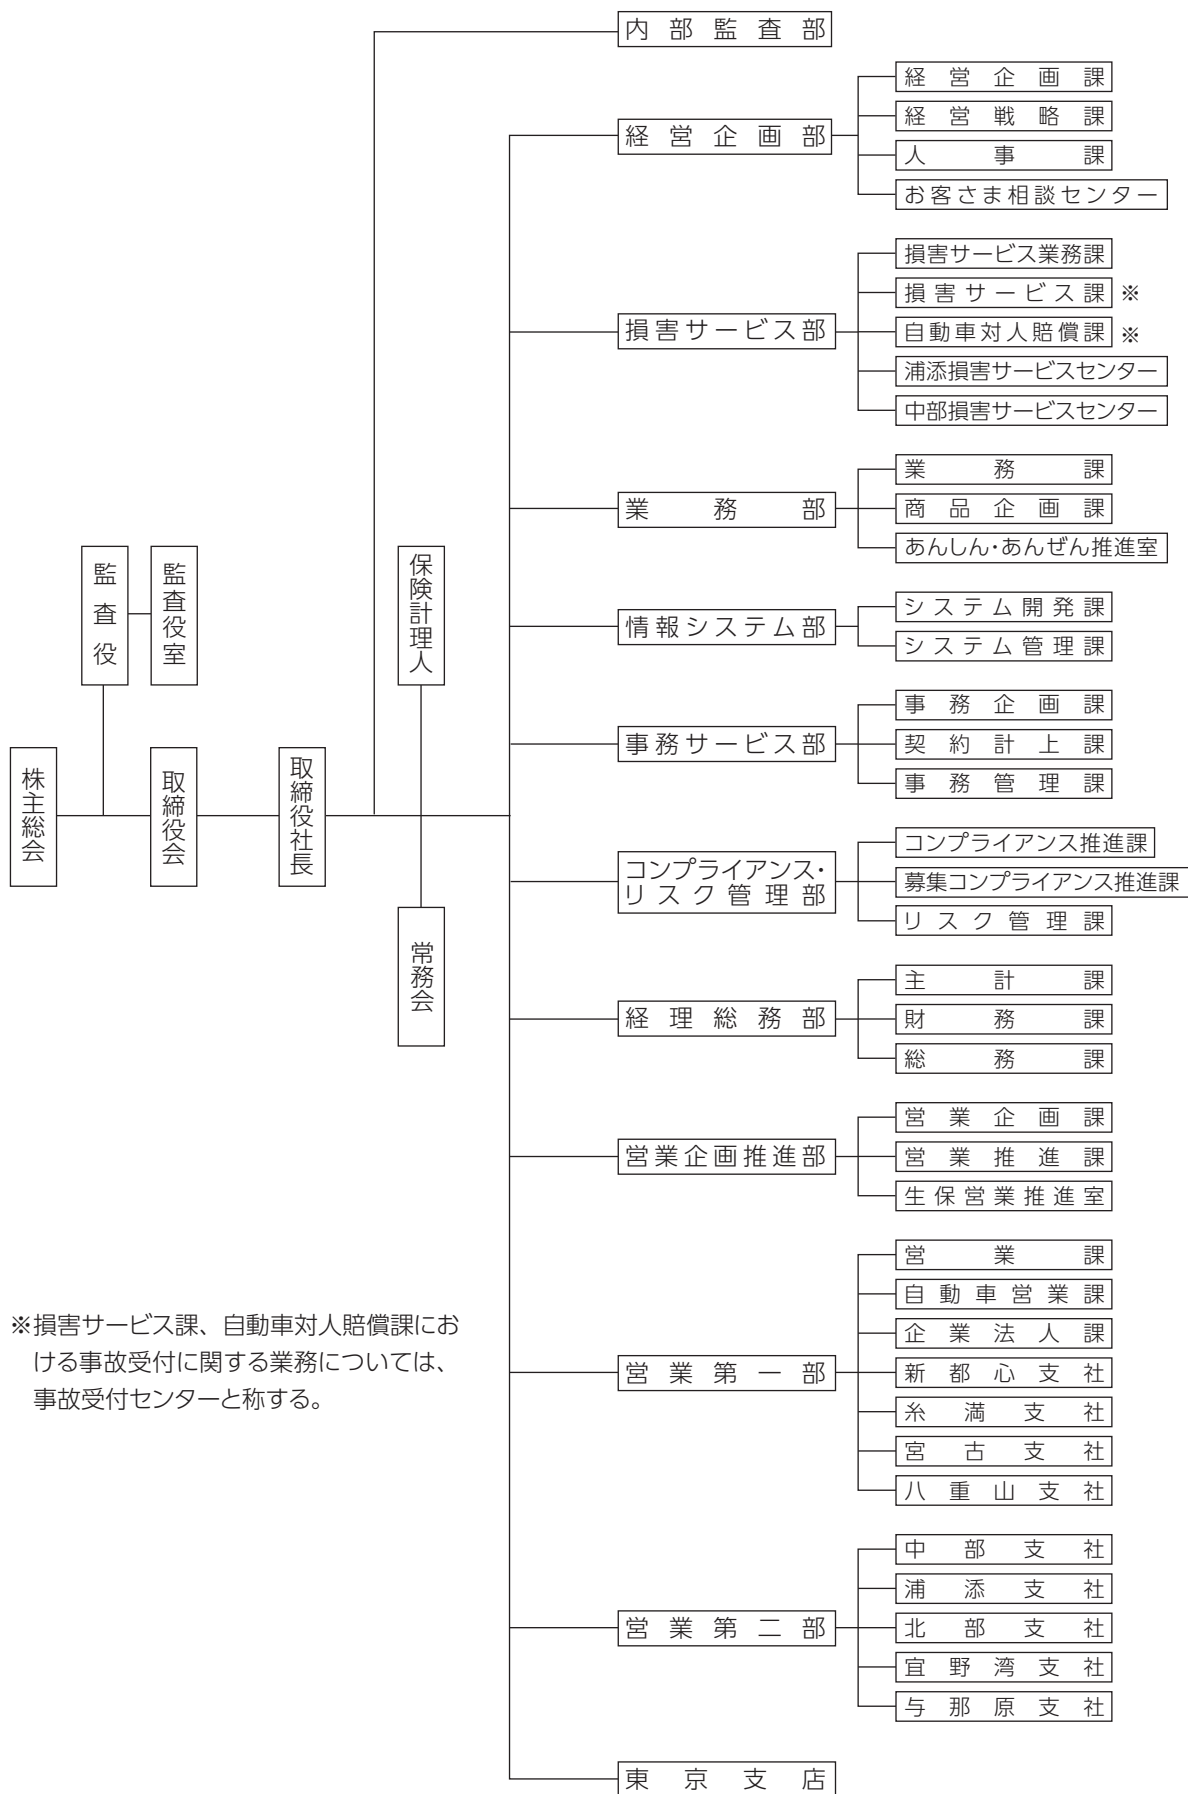 内部監査部
経営企画部
経営企画課
経営戦略課
人事課
お客さま相談センター
損害サービス部
損害サービス業務課
損害サービス課 ※
自動車対人賠償課 ※
浦添損害サービスセンター
中部損害サービスセンター
業務部
業務課
商品企画課
あんしん・あんぜん推進室
監査役
監査役室
保険計理人
情報システム部
システム開発課
システム管理課
株主総会
取締役会
取締役社長
常務会
事務サービス部
事務企画課
契約計上課
事務管理課
コンプライアンス・
リスク管理部
コンプライアンス推進課
募集コンプライアンス推進課
リスク管理課
経理総務部
主計課
財務課
総務課
営業企画推進部
営業企画課
営業推進課
生保営業推進室
営業第一部
営業課
自動車営業課
企業法人課
新都心支社
糸満支社
宮古支社
八重山支社
営業第二部
中部支社
浦添支社
北部支社
宜野湾支社
与那原支社
東京支店
※損害サービス課、自動車対人賠償課にお
ける事故受付に関する業務については、
事故受付センターと称する。